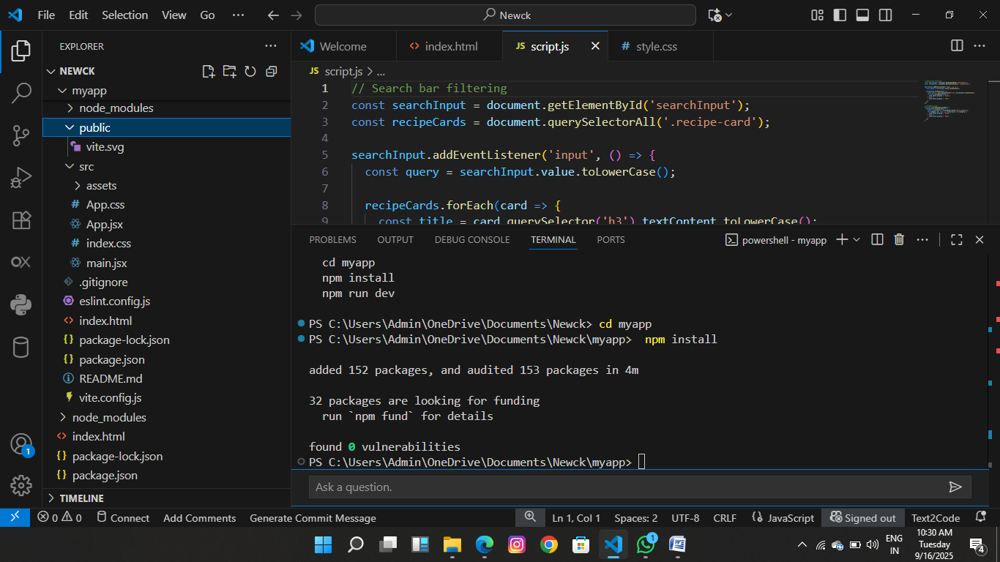 File Edit Selection View Go ··· Newck
EXPLORER ···
NEWCK
myapp
node_modules
public
vite.svg
src
assets
# App.css
App.jsx
# index.css
main.jsx
.gitignore
eslint.config.js
<> index.html
{} package-lock.json
{} package.json
README.md
vite.config.js
node_modules
<> index.html
{} package-lock.json
{} package.json
TIMELINE
Welcome <> index.html JS script.js # style.css
JS script.js > ...
1 // Search bar filtering
2 const searchInput = document.getElementById('searchInput');
3 const recipeCards = document.querySelectorAll('.recipe-card');
4
5 searchInput.addEventListener('input', () => {
6 const query = searchInput.value.toLowerCase();
7
8 recipeCards.forEach(card => {
9 const title = card.querySelector('h3').textContent.toLowerCase();
PROBLEMS OUTPUT DEBUG CONSOLE TERMINAL PORTS powershell - myapp
cd myapp
npm install
npm run dev
PS C:\Users\Admin\OneDrive\Documents\Newck> cd myapp
PS C:\Users\Admin\OneDrive\Documents\Newck\myapp> npm install
added 152 packages, and audited 153 packages in 4m
32 packages are looking for funding
run `npm fund` for details
found 0 vulnerabilities
PS C:\Users\Admin\OneDrive\Documents\Newck\myapp>
Ask a question.
1
0 0 Connect Add Comments Generate Commit Message Ln 1, Col 1 Spaces: 2 UTF-8 CRLF {} JavaScript Signed out Text2Code
1
ENG
IN
10:30 AM
Tuesday
9/16/2025
4